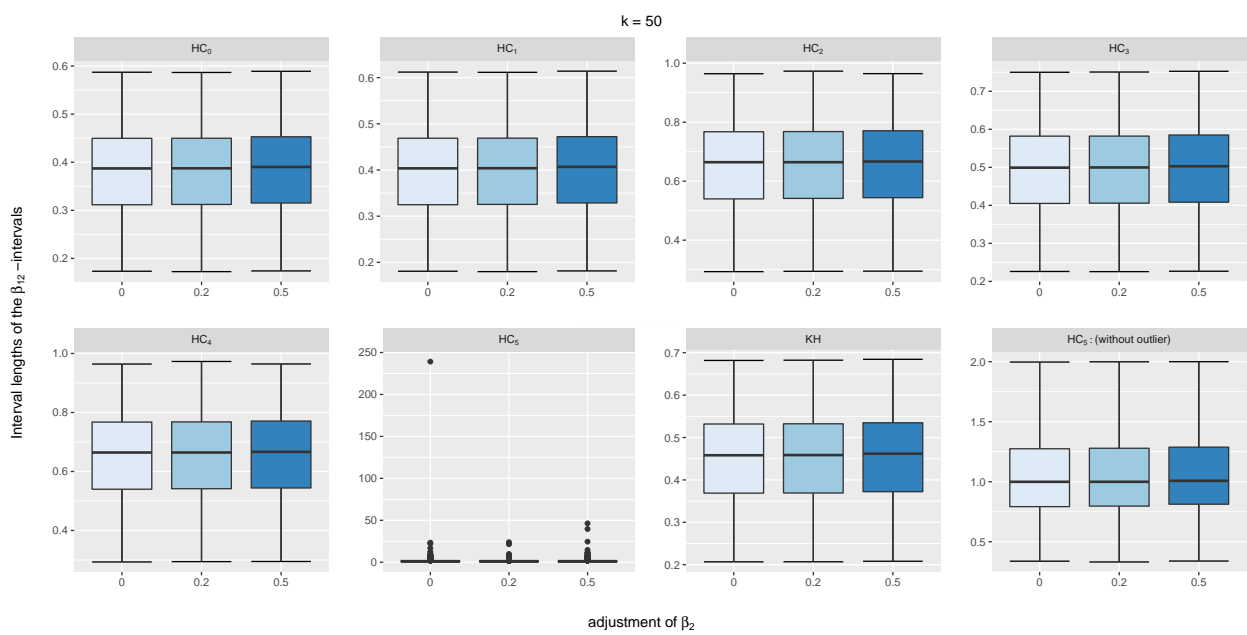 k = 50
HC₀
HC₁
HC₂
HC₃
0.6
0.5
0.4
0.3
0.2
0 0.2 0.5
0.6
0.5
0.4
0.3
0.2
0 0.2 0.5
1.0
0.8
0.6
0.4
0 0.2 0.5
0.7
0.6
0.5
0.4
0.3
0.2
0 0.2 0.5
Interval lengths of the β₁₂−intervals
HC₄
HC₅
KH
HC₅ : (without outlier)
1.0
0.8
0.6
0.4
0 0.2 0.5
250
225
200
175
150
125
100
75
50
25
0
0 0.2 0.5
0.7
0.6
0.5
0.4
0.3
0.2
0 0.2 0.5
2.0
1.5
1.0
0.5
0 0.2 0.5
adjustment of β₂